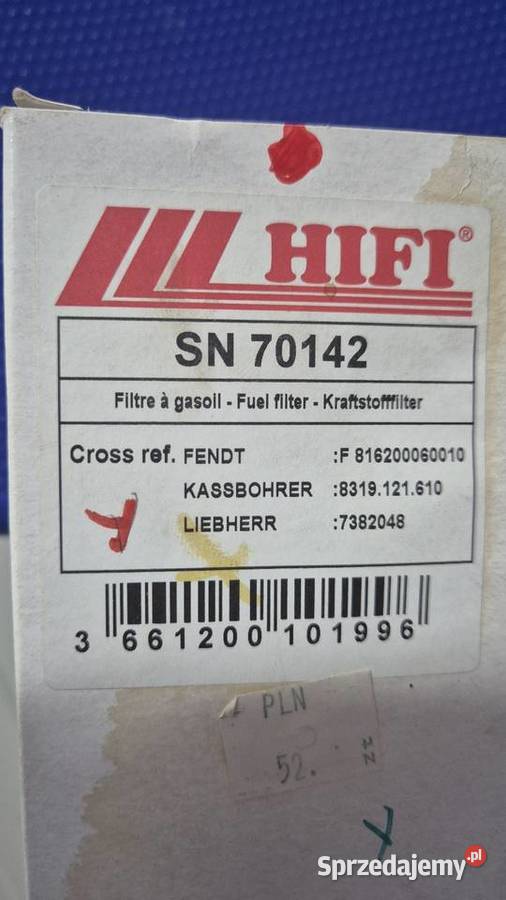 HIFI®
SN 70142
Filtre à gasoil - Fuel filter - Kraftstofffilter
Cross ref. FENDT :F 816200060010
KASSBOHRER :8319.121.610
LIEBHERR :7382048
3 661200 101996
PLN
52.
Sprzedajemy.pl